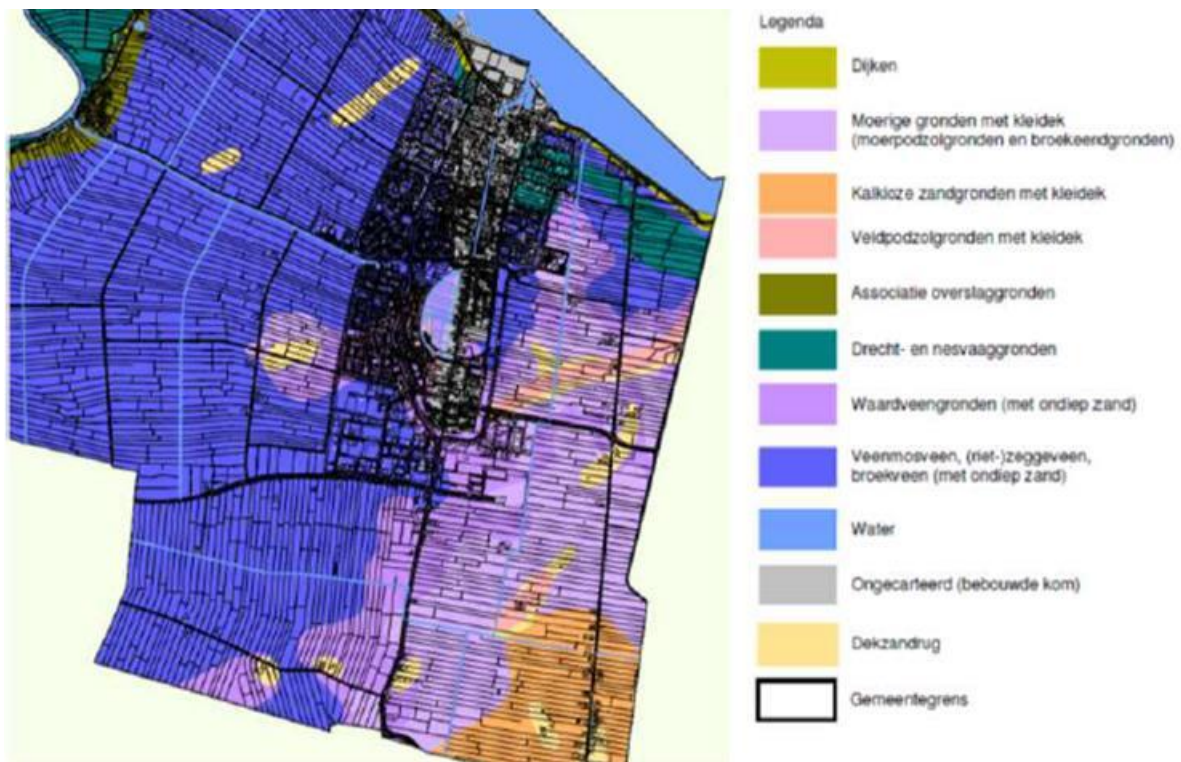 Legenda
Dijken
Moerige gronden met kleidek
(moerpodzolgronden en broekeerdgronden)
Kalkloze zandgronden met kleidek
Veldpodzolgronden met kleidek
Associatie overslaggronden
Drecht- en nesvaaggronden
Waardveengronden (met ondiep zand)
Veenmosveen, (riet-)zeggeveen,
broekveen (met ondiep zand)
Water
Ongecarteerd (bebouwde kom)
Dekzandrug
Gemeentegrens